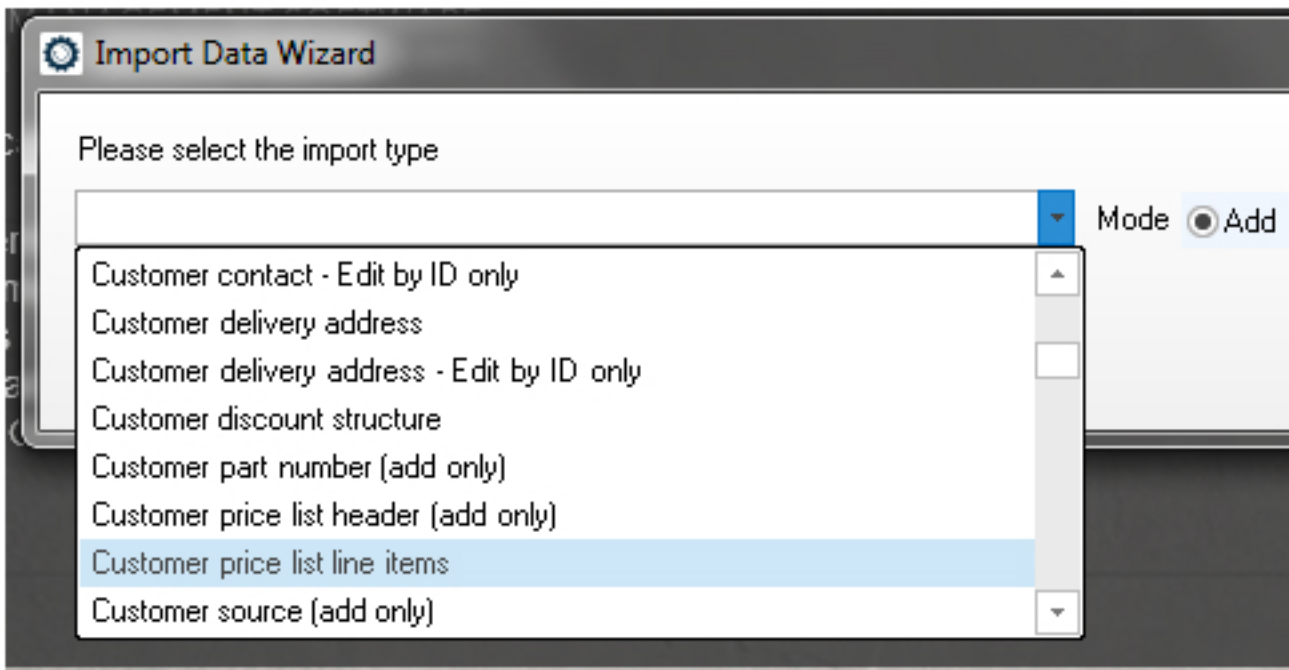 MANAGEMENT SOFTWARE
Import Data Wizard
Please select the import type
Mode Add
Customer contact - Edit by ID only
Customer delivery address
Customer delivery address - Edit by ID only
Customer discount structure
Customer part number (add only)
Customer price list header (add only)
Customer price list line items
Customer source (add only)